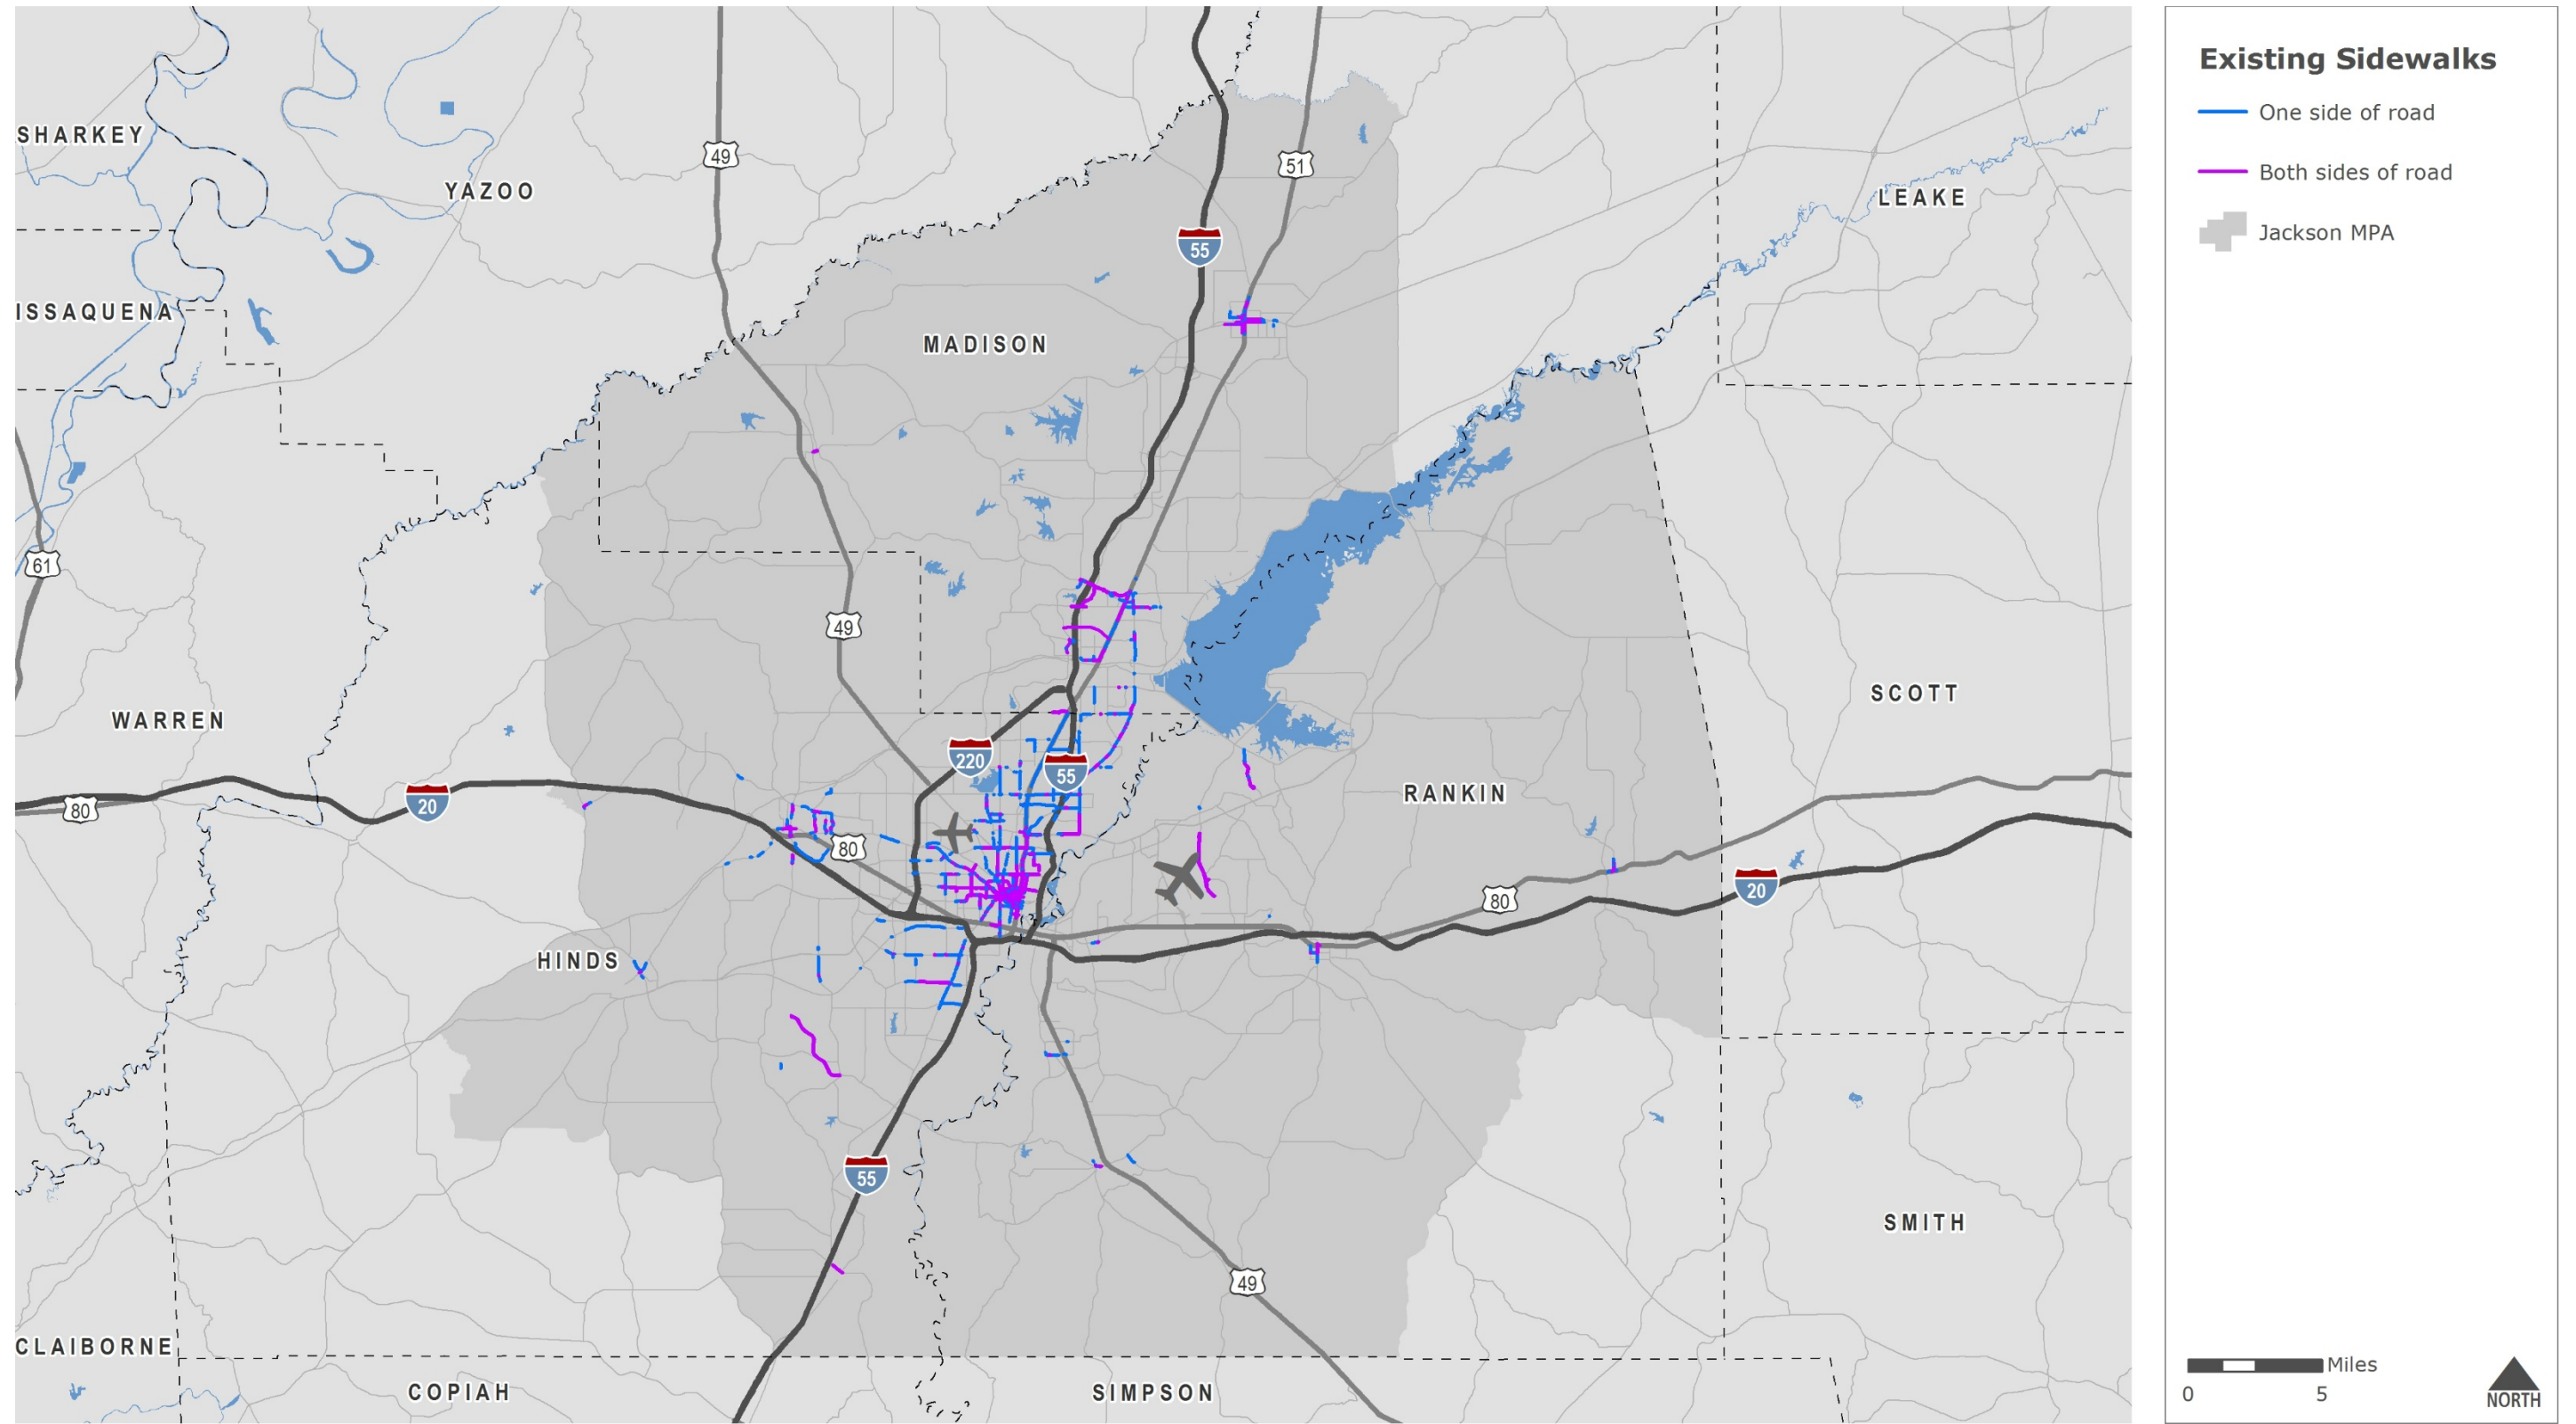 SHARKEY
YAZOO
49
51
LEAKE
55
ISSAQUENA
MADISON
61
49
WARREN
SCOTT
220
55
80
20
RANKIN
80
20
80
HINDS
55
SMITH
49
CLAIBORNE
COPIAH
SIMPSON
Existing Sidewalks
One side of road
Both sides of road
Jackson MPA
Miles
0 5
NORTH